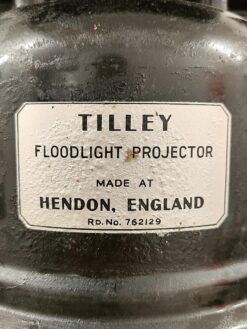 TILLEY
FLOODLIGHT PROJECTOR
MADE AT
HENDON, ENGLAND
RD. No. 762129